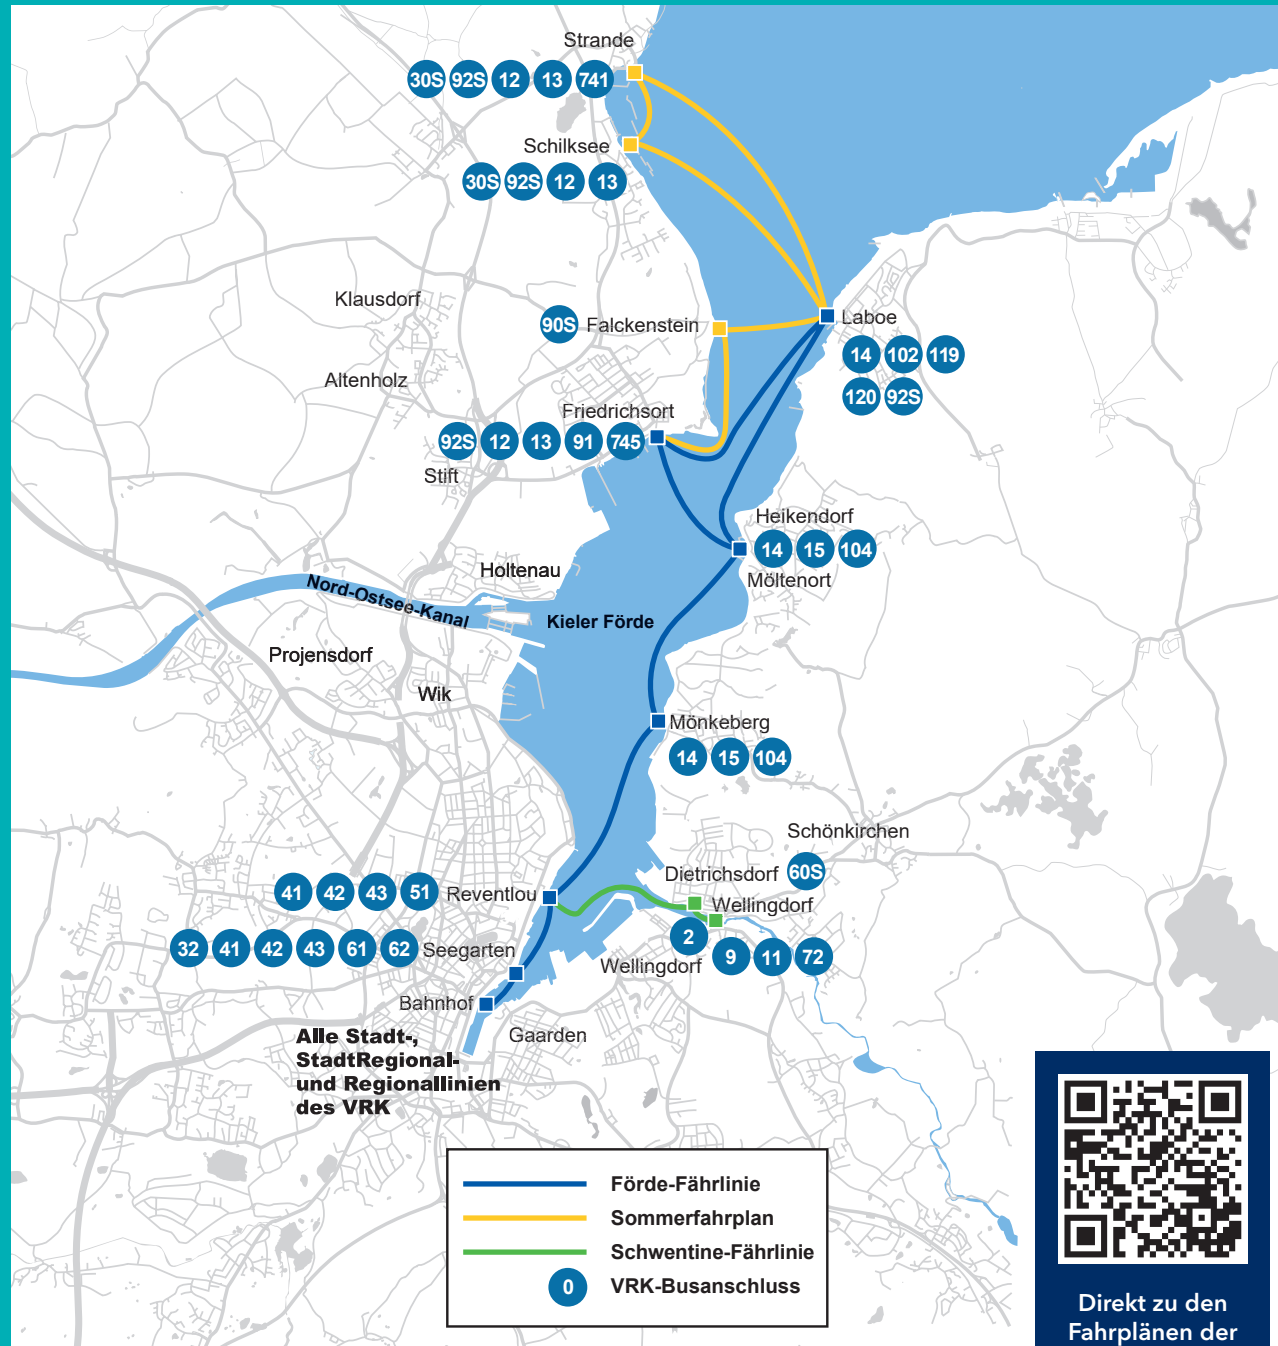 Strande
30S 92S 12 13 741
Schilksee
30S 92S 12 13
Klausdorf
90S Falckenstein
Laboe
14 102 119
120 92S
Altenholz
Friedrichsort
92S 12 13 91 745
Stift
Heikendorf
14 15 104
Möltenort
Holtenau
Nord-Ostsee-Kanal
Kieler Förde
Projensdorf
Wik
Mönkeberg
14 15 104
Schönkirchen
Dietrichsdorf 60S
41 42 43 51 Reventlou
Wellingdorf
2
32 41 42 43 61 62 Seegarten
Wellingdorf
9 11 72
Bahnhof
Gaarden
Alle Stadt-,
StadtRegional-
und Regionallinien
des VRK
Förde-Fährlinie
Sommerfahrplan
Schwentine-Fährlinie
0 VRK-Busanschluss
Direkt zu den
Fahrplänen der